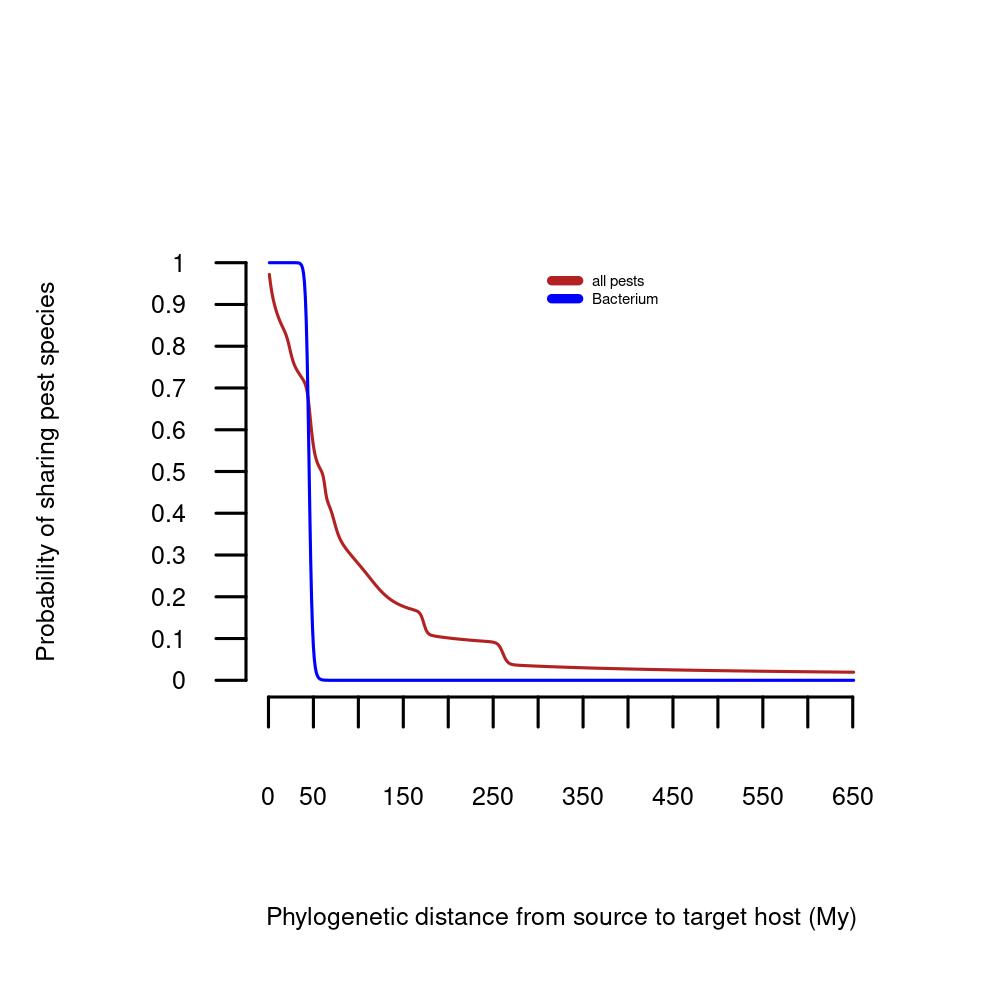 1
0.9
0.8
0.7
0.6
0.5
0.4
0.3
0.2
0.1
0
Probability of sharing pest species
all pests
Bacterium
0 50 150 250 350 450 550 650
Phylogenetic distance from source to target host (My)